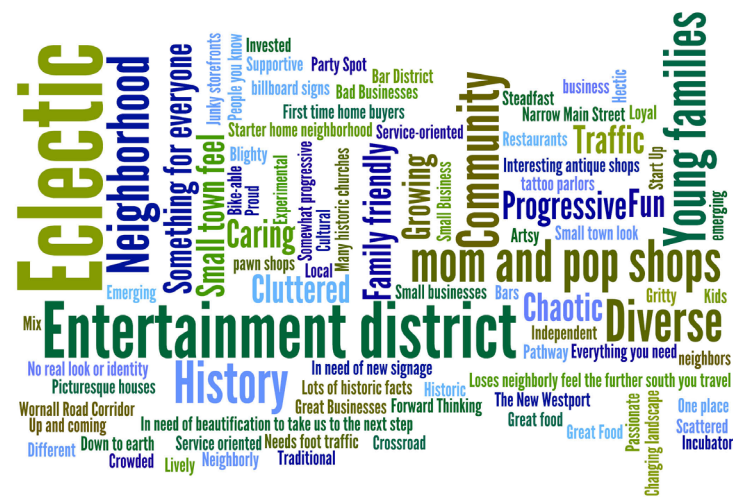 Eclectic
Neighborhood
Something for everyone
Small town feel
Junky storefronts
People you know
Invested
Supportive
Party Spot
billboard signs
Bar District
Bad Businesses
First time home buyers
Starter home neighborhood
Service-oriented
Blighty
Bike-able
Proud
Experimental
Somewhat progressive
Cultural
Many historic churches
Caring
pawn shops
Local
Cluttered
Family friendly
Growing
Small Business
Community
Steadfast
business
Hectic
Narrow Main Street
Loyal
Restaurants
Traffic
Interesting antique shops
Start Up
tattoo parlors
Progressive
Fun
Artsy
Small town look
Young families
emerging
mom and pop shops
Emerging
Small businesses
Bars
Chaotic
Gritty
Kids
Mix
Entertainment district
Independent
Diverse
Pathway
Everything you need
neighbors
No real look or identity
Picturesque houses
History
In need of new signage
Lots of historic facts
Historic
Loses neighborly feel the further south you travel
Wornall Road Corridor
Up and coming
Great Businesses
Forward Thinking
The New Westport
Great food
Great Food
Passionate
Changing landscape
One place
Scattered
Incubator
In need of beautification to take us to the next step
Different
Down to earth
Service oriented
Needs foot traffic
Crossroad
Crowded
Lively
Neighborly
Traditional